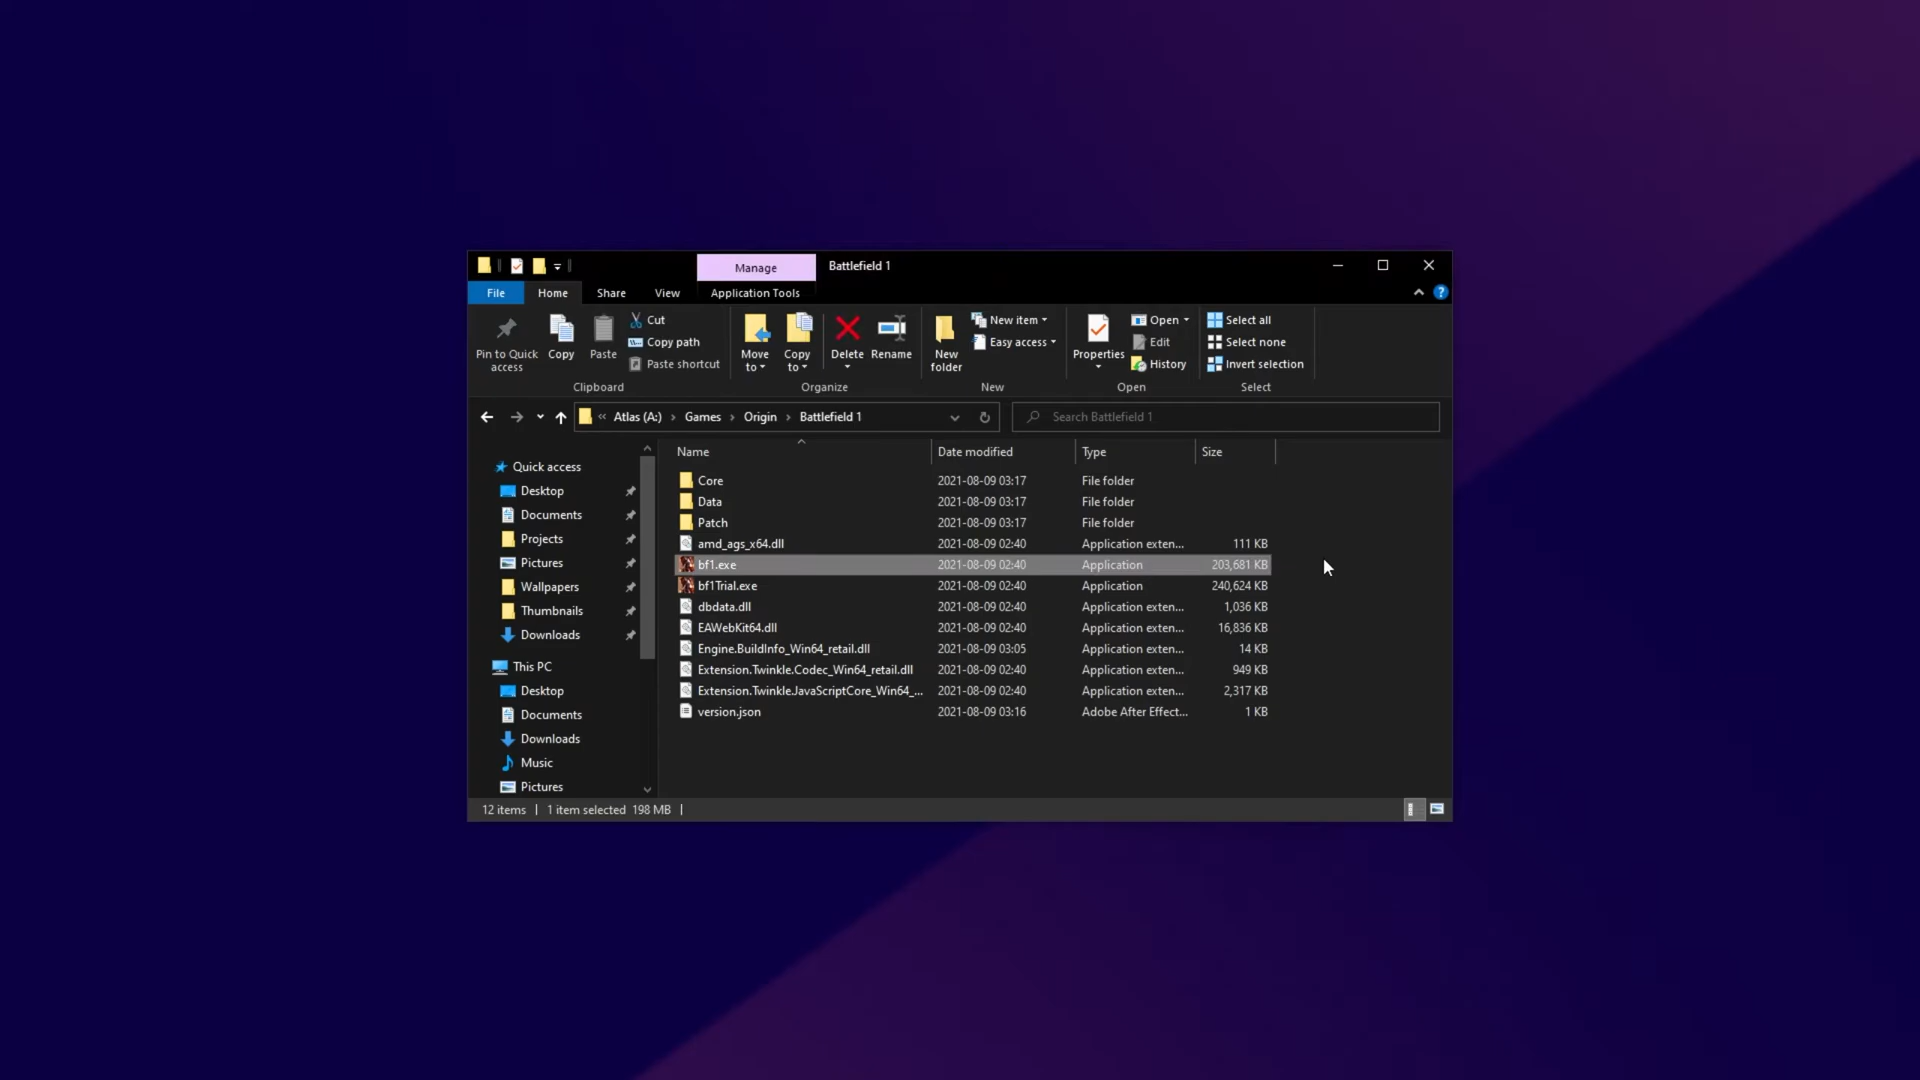 Manage
Battlefield 1
File
Home
Share
View
Application Tools
?
Pin to Quick access
Copy
Paste
Cut
Copy path
Paste shortcut
Clipboard
Move to
Copy to
Delete
Rename
Organize
New folder
New item
Easy access
New
Properties
Open
Edit
History
Open
Select all
Select none
Invert selection
Select
« Atlas (A:) > Games > Origin > Battlefield 1
Search Battlefield 1
Name Date modified Type Size
Quick access
Desktop
Documents
Projects
Pictures
Wallpapers
Thumbnails
Downloads
This PC
Desktop
Documents
Downloads
Music
Pictures
Core 2021-08-09 03:17 File folder
Data 2021-08-09 03:17 File folder
Patch 2021-08-09 03:17 File folder
amd_ags_x64.dll 2021-08-09 02:40 Application exten... 111 KB
bf1.exe 2021-08-09 02:40 Application 203,681 KB
bf1Trial.exe 2021-08-09 02:40 Application 240,624 KB
dbdata.dll 2021-08-09 02:40 Application exten... 1,036 KB
EAWebKit64.dll 2021-08-09 02:40 Application exten... 16,836 KB
Engine.BuildInfo_Win64_retail.dll 2021-08-09 03:05 Application exten... 14 KB
Extension.Twinkle.Codec_Win64_retail.dll 2021-08-09 02:40 Application exten... 949 KB
Extension.Twinkle.JavaScriptCore_Win64_... 2021-08-09 02:40 Application exten... 2,317 KB
version.json 2021-08-09 03:16 Adobe After Effect... 1 KB
12 items | 1 item selected 198 MB |